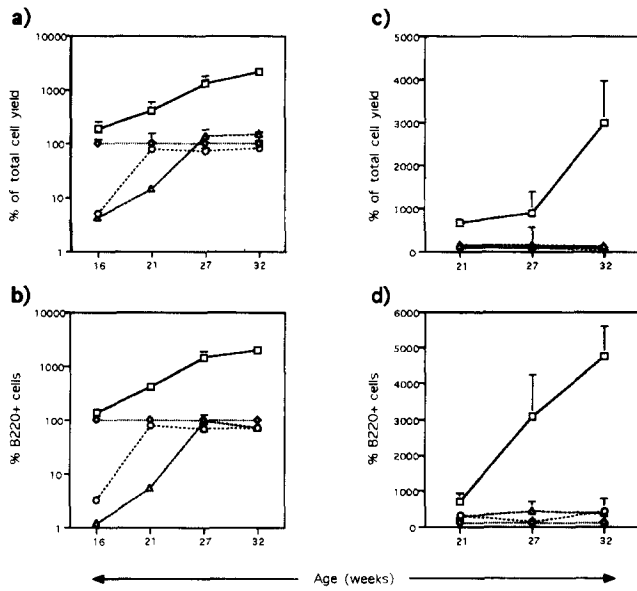 a)
% of total cell yield
10000
1000
100
10
1
16 21 27 32
c)
% of total cell yield
5000
4000
3000
2000
1000
0
21 27 32
b)
% B220+ cells
10000
1000
100
10
1
16 21 27 32
d)
% B220+ cells
6000
5000
4000
3000
2000
1000
0
21 27 32
Age (weeks)